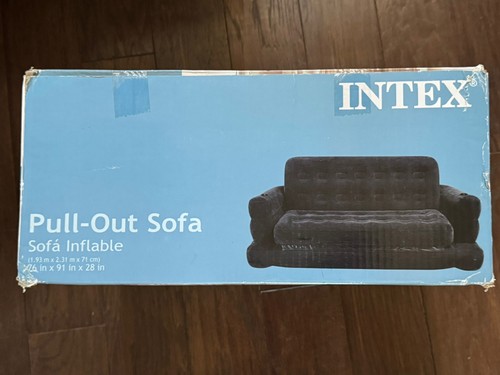 INTEX
Pull-Out Sofa
Sofá Inflable
(1.93 m x 2.31 m x 71 cm)
76 in x 91 in x 28 in